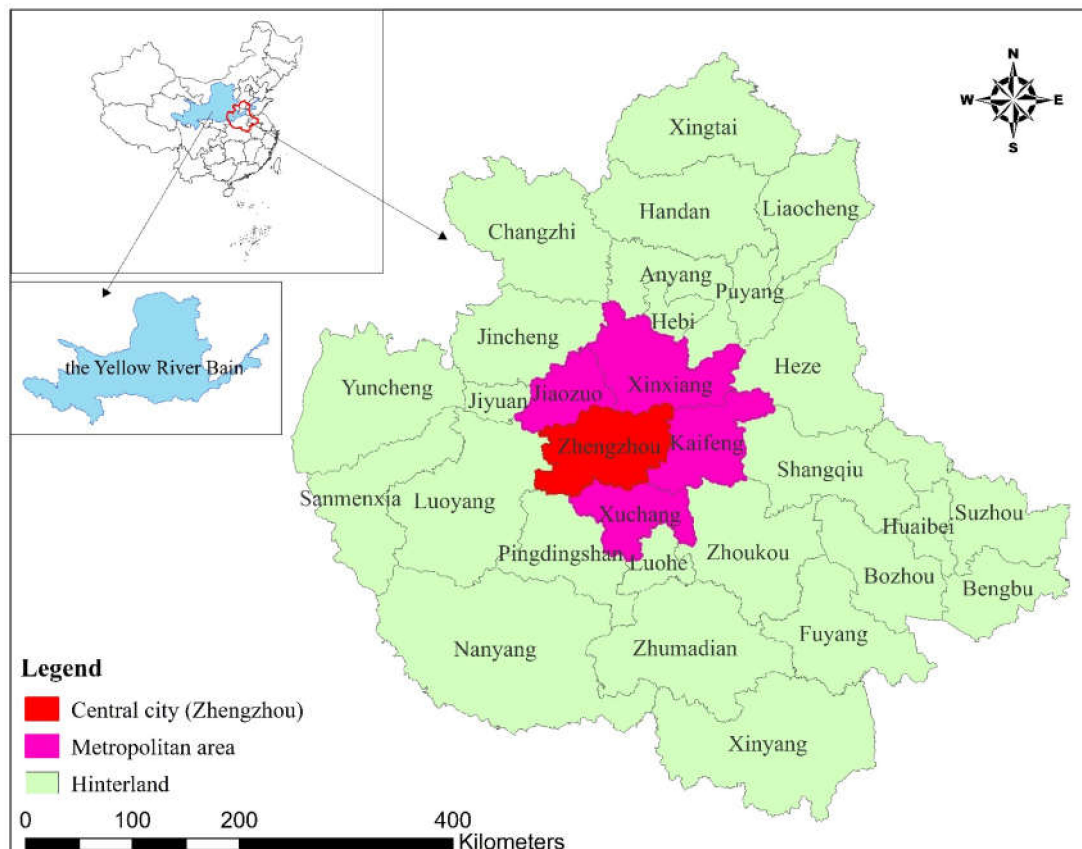 N
W E
S
Xingtai
Handan
Liaocheng
Changzhi
Anyang
Puyang
Hebi
Jincheng
Heze
the Yellow River Bain
Yuncheng
Jiyuan
Jiaozuo
Xinxiang
Zhengzhou
Kaifeng
Shangqiu
Sanmenxia
Luoyang
Xuchang
Huaibei
Suzhou
Pingdingshan
Luohe
Zhoukou
Bozhou
Bengbu
Nanyang
Zhumadian
Fuyang
Xinyang
Legend
Central city (Zhengzhou)
Metropolitan area
Hinterland
0 100 200 400
Kilometers